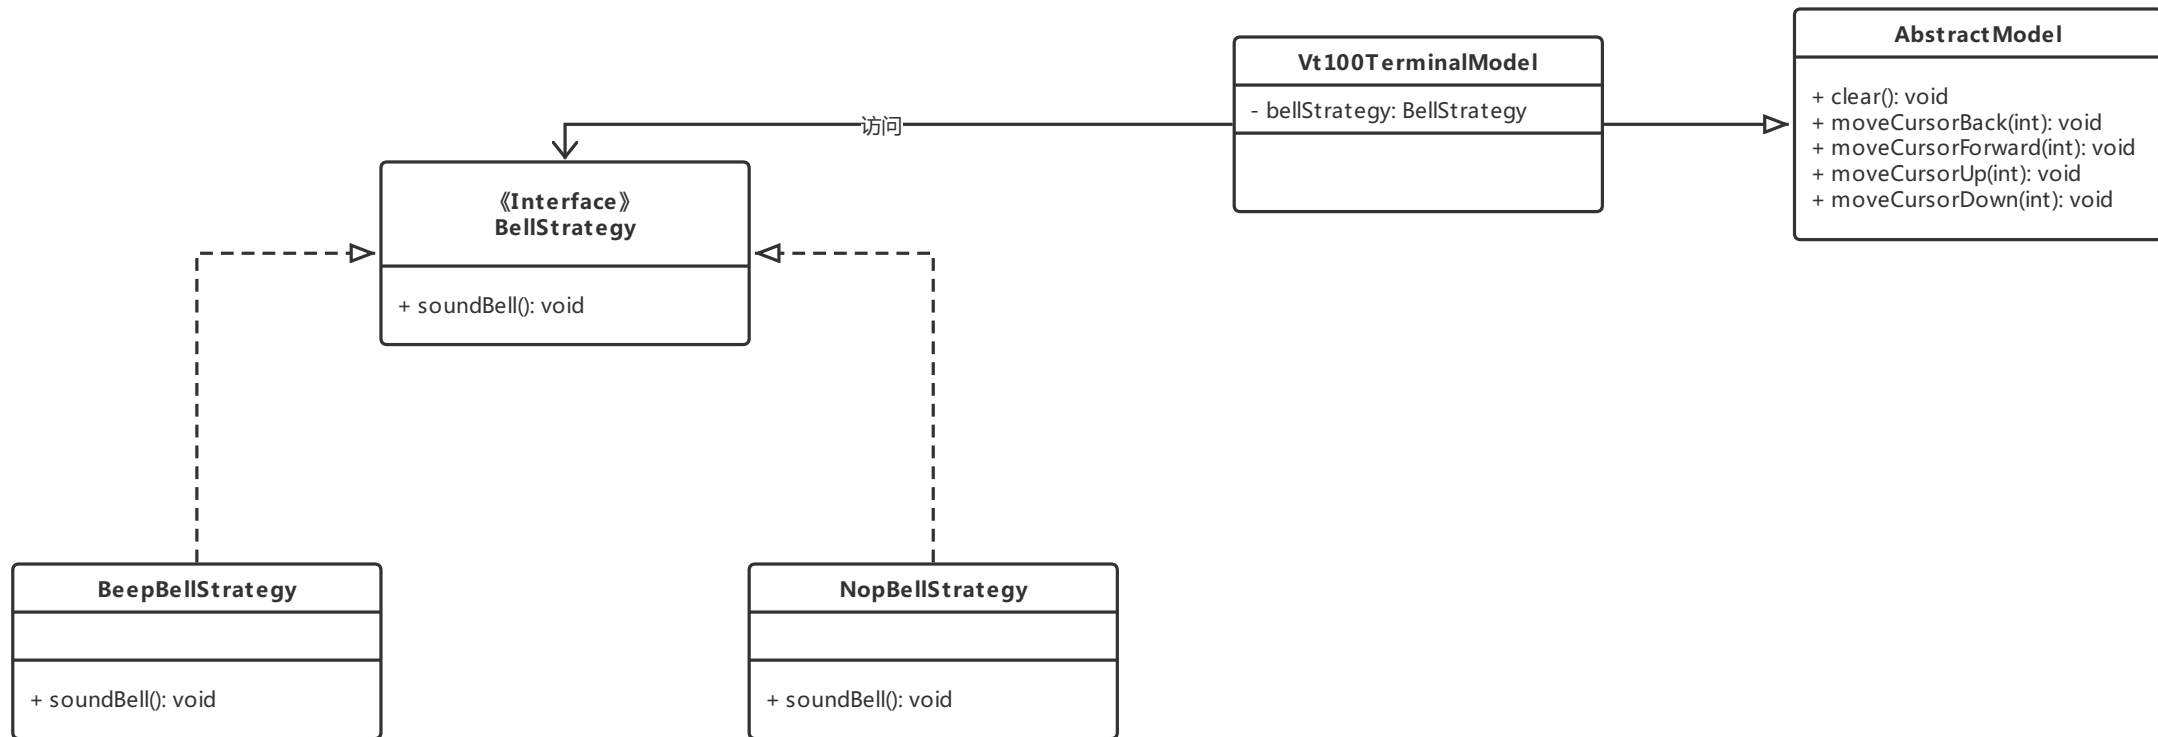 AbstractModel
+ clear(): void
+ moveCursorBack(int): void
+ moveCursorForward(int): void
+ moveCursorUp(int): void
+ moveCursorDown(int): void
Vt100TerminalModel
- bellStrategy: BellStrategy
访问
《Interface》
BellStrategy
+ soundBell(): void
BeepBellStrategy
+ soundBell(): void
NopBellStrategy
+ soundBell(): void